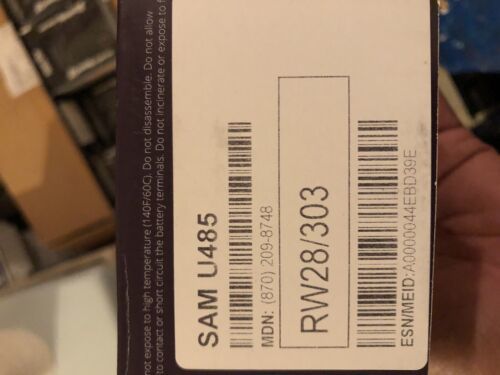 not expose to high temperature (140F/60C). Do not disassemble. Do not allow
to contact or short circuit the battery terminals. Do not incinerate or expose to f
SAM U485
MDN: (870) 209-8748
RW28/303
ESN/MEID:A0000044EBD39E